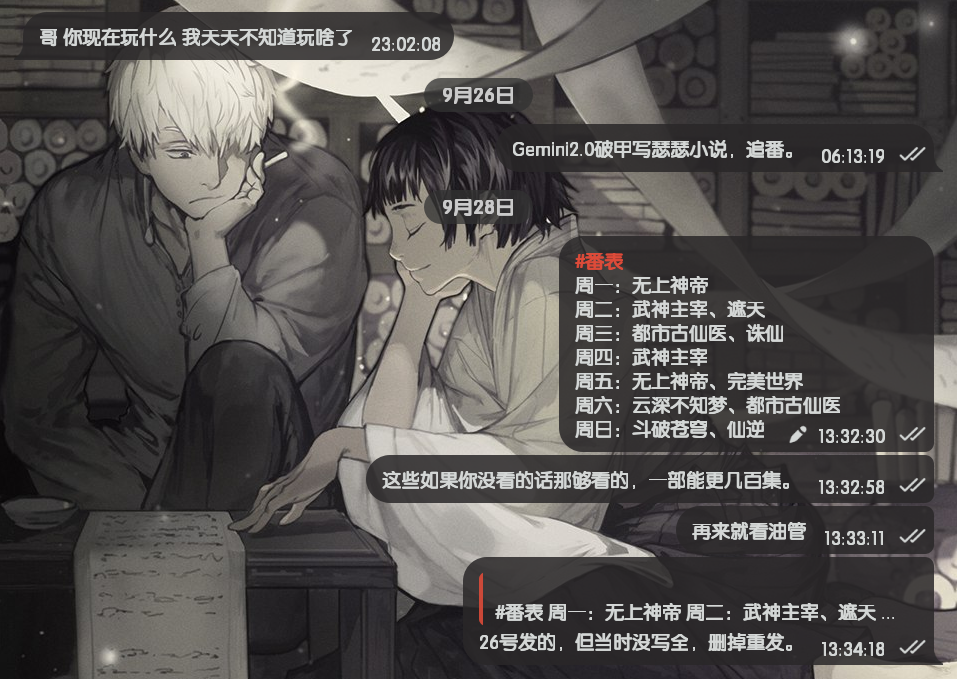 哥 你现在玩什么 我天天不知道玩啥了 23:02:08
9月26日
Gemini2.0破甲写瑟瑟小说，追番。 06:13:19
9月28日
#番表
周一：无上神帝
周二：武神主宰、遮天
周三：都市古仙医、诛仙
周四：武神主宰
周五：无上神帝、完美世界
周六：云深不知梦、都市古仙医
周日：斗破苍穹、仙逆 13:32:30
这些如果你没看的话那够看的，一部能更几百集。 13:32:58
再来就看油管 13:33:11
#番表 周一：无上神帝 周二：武神主宰、遮天 ...
26号发的，但当时没写全，删掉重发。 13:34:18